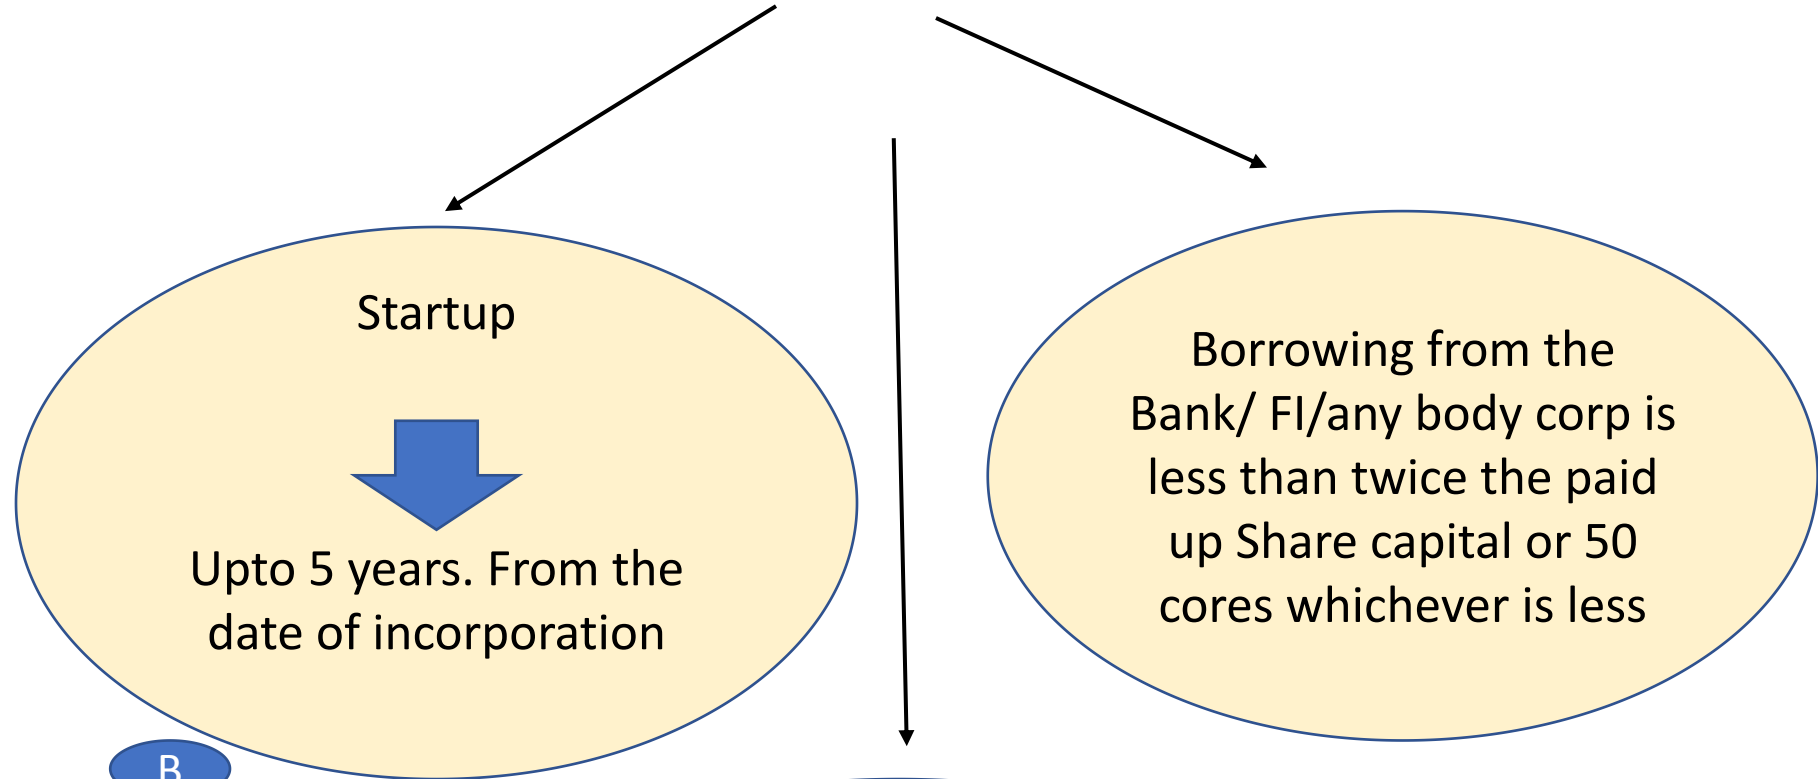 Startup
Upto 5 years. From the
date of incorporation
Borrowing from the
Bank/ FI/any body corp is
less than twice the paid
up Share capital or 50
cores whichever is less
B